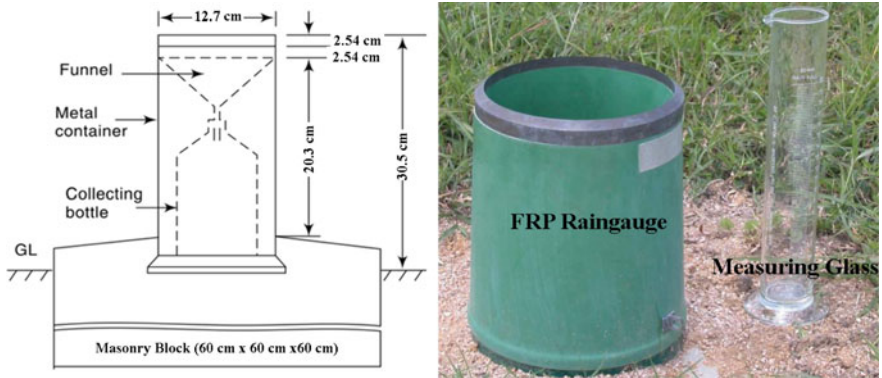 12.7 cm
2.54 cm
2.54 cm
Funnel
Metal
container
20.3 cm
30.5 cm
Collecting
bottle
GL
Masonry Block (60 cm x 60 cm x60 cm)
FRP Raingauge
Measuring Glass